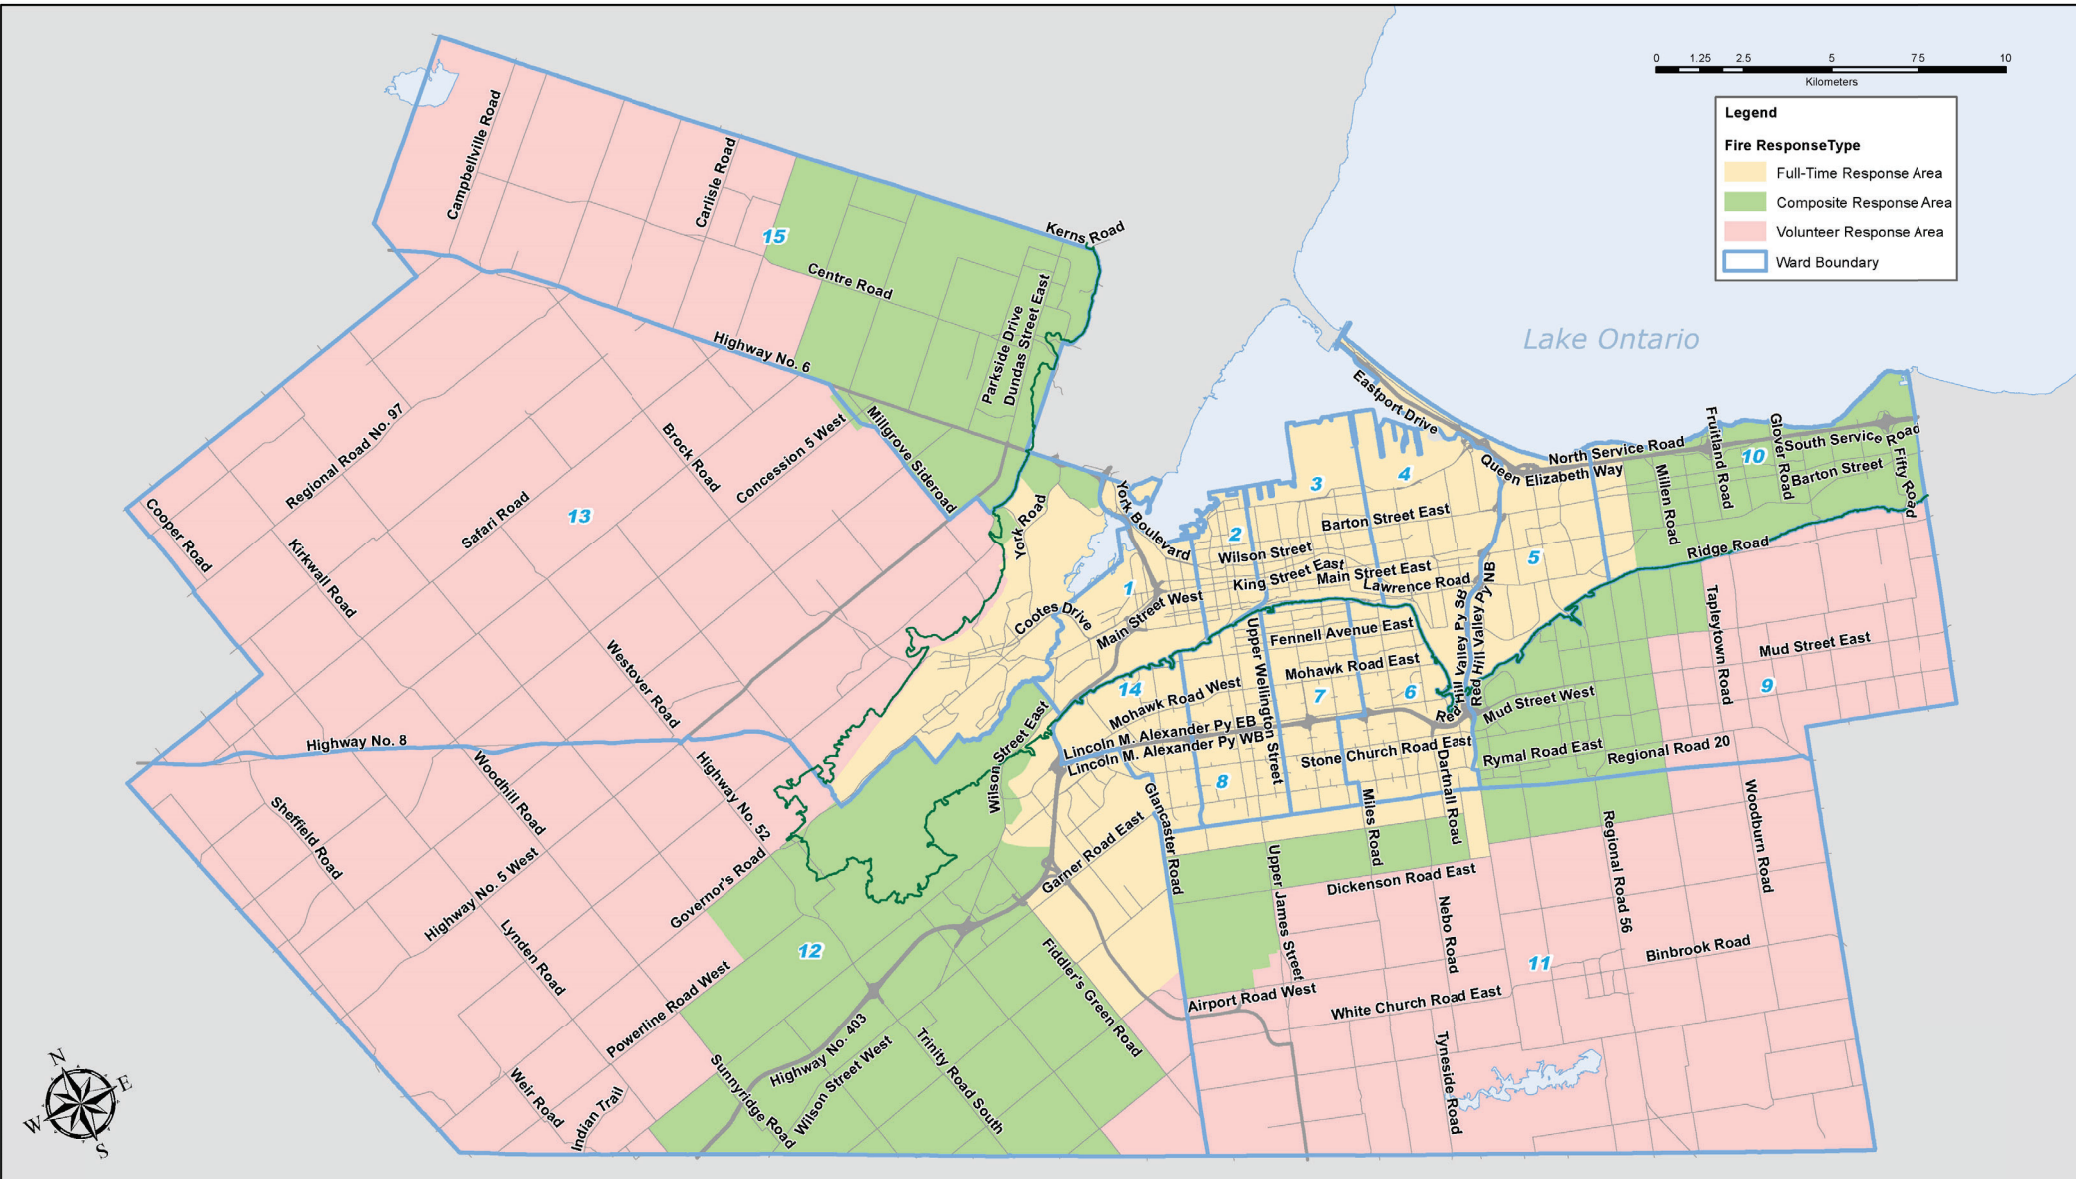 0 1.25 2.5 5 7.5 10
Kilometers
Legend
Fire ResponseType
Full-Time Response Area
Composite Response Area
Volunteer Response Area
Ward Boundary
Lake Ontario
Campbellville Road
Carlisle Road
15
Kerns Road
Centre Road
Parkside Drive
Dundas Street East
Highway No. 6
Millgrove Sideroad
Concession 5 West
Brock Road
Regional Road No. 97
Safari Road
13
Cooper Road
Kirkwall Road
Westover Road
Highway No. 8
York Road
York Boulevard
Cootes Drive
Main Street West
1
2
3
4
5
Eastport Drive
Queen Elizabeth Way
North Service Road
South Service Road
Fruitland Road
Glover Road
10
Barton Street
Fifty Road
Millen Road
Ridge Road
Barton Street East
Wilson Street
King Street East
Main Street East
Lawrence Road
Red Hill Valley Py SB
Red Hill Valley Py NB
Fennell Avenue East
Upper Wellington Street
Mohawk Road East
Mohawk Road West
14
7
6
Lincoln M. Alexander Py EB
Lincoln M. Alexander Py WB
Stone Church Road East
8
Mud Street West
Mud Street East
Tapleytown Road
9
Rymal Road East
Regional Road 20
Dartnall Road
Miles Road
Glancaster Road
Garner Road East
Wilson Street East
Woodhill Road
Highway No. 52
Sheffield Road
Highway No. 5 West
Governor's Road
Lynden Road
12
Powerline Road West
Fiddler's Green Road
Highway No. 403
Wilson Street West
Trinity Road South
Sunnyridge Road
Weir Road
Indian Trail
Upper James Street
Dickenson Road East
Nebo Road
Regional Road 56
Woodburn Road
Binbrook Road
11
Airport Road West
White Church Road East
Tyneside Road
N
E
W
S